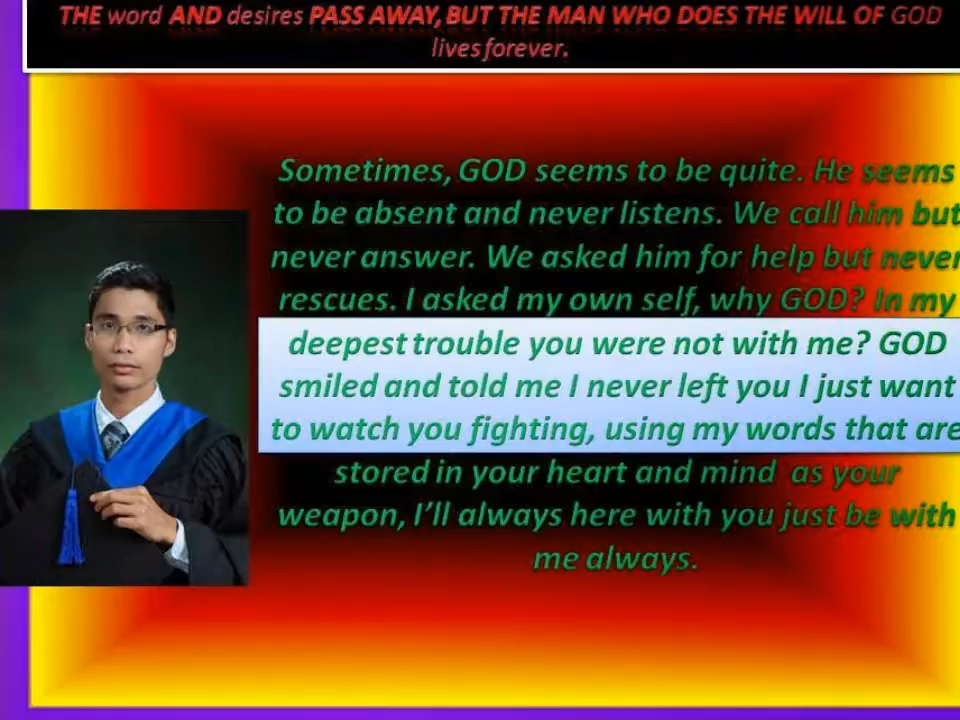 THE word AND desires PASS AWAY, BUT THE MAN WHO DOES THE WILL OF GOD
lives forever.
Sometimes, GOD seems to be quite. He seems
to be absent and never listens. We call him but
never answer. We asked him for help but never
rescues. I asked my own self, why GOD? In my
deepest trouble you were not with me? GOD
smiled and told me I never left you I just want
to watch you fighting, using my words that are
stored in your heart and mind as your
weapon, I'll always here with you just be with
me always.